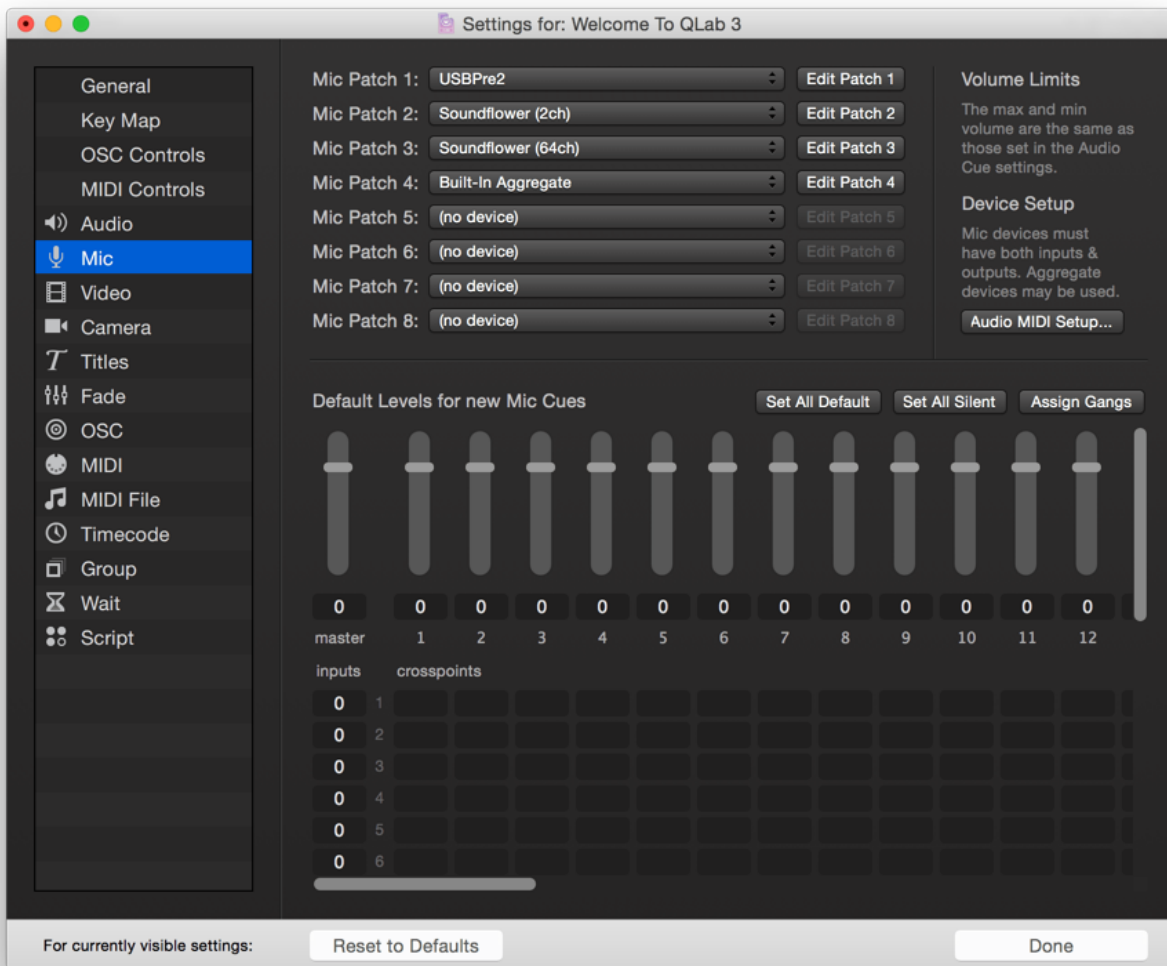 Settings for: Welcome To QLab 3
General
Key Map
OSC Controls
MIDI Controls
Audio
Mic
Video
Camera
Titles
Fade
OSC
MIDI
MIDI File
Timecode
Group
Wait
Script
Mic Patch 1: USBPre2 Edit Patch 1
Mic Patch 2: Soundflower (2ch) Edit Patch 2
Mic Patch 3: Soundflower (64ch) Edit Patch 3
Mic Patch 4: Built-In Aggregate Edit Patch 4
Mic Patch 5: (no device) Edit Patch 5
Mic Patch 6: (no device) Edit Patch 6
Mic Patch 7: (no device) Edit Patch 7
Mic Patch 8: (no device) Edit Patch 8
Volume Limits
The max and min
volume are the same as
those set in the Audio
Cue settings.
Device Setup
Mic devices must
have both inputs &
outputs. Aggregate
devices may be used.
Audio MIDI Setup...
Default Levels for new Mic Cues Set All Default Set All Silent Assign Gangs
0 0 0 0 0 0 0 0 0 0 0 0 0
master 1 2 3 4 5 6 7 8 9 10 11 12
inputs crosspoints
0 1
0 2
0 3
0 4
0 5
0 6
For currently visible settings: Reset to Defaults Done